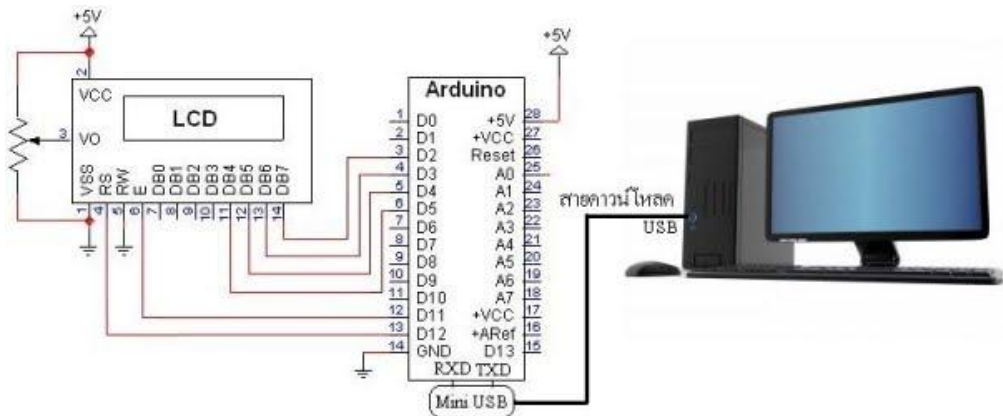 +5V
2
VCC
LCD
3
VO
VSS RS RW E DB0 DB1 DB2 DB3 DB4 DB5 DB6 DB7
1 4 5 6 7 8 9 10 11 12 13 14
+5V
Arduino
1 D0 +5V 28
2 D1 +VCC 27
3 D2 Reset 26
4 D3 A0 25
5 D4 A1 24
6 D5 A2 23
7 D6 A3 22
8 D7 A4 21
9 D8 A5 20
10 D9 A6 19
11 D10 A7 18
12 D11 +VCC 17
13 D12 +ARef 16
14 GND D13 15
RXD TXD
Mini USB
สายดาวน์โหลด
USB